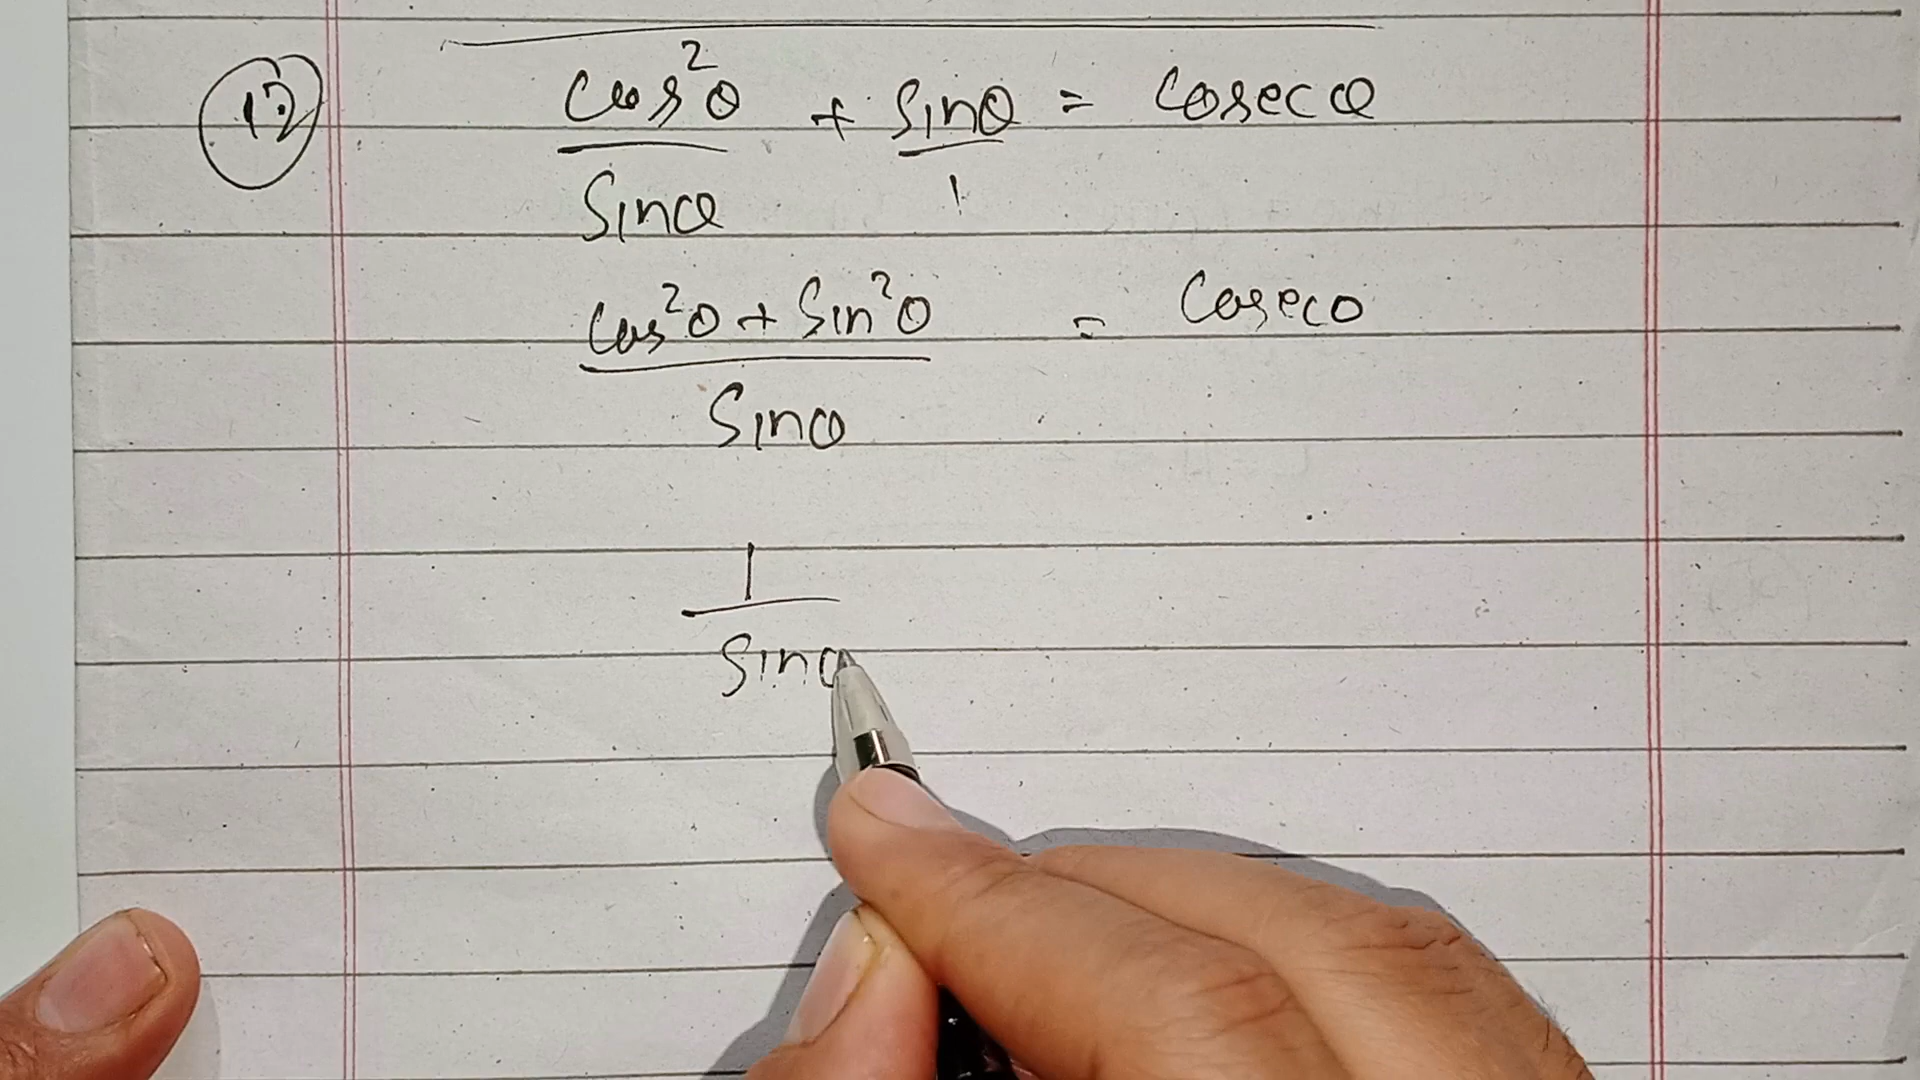 12 cos²θ + sinθ = cosecθ
sinθ 1
cos²θ + sin²θ = cosecθ
sinθ
1
sinθ